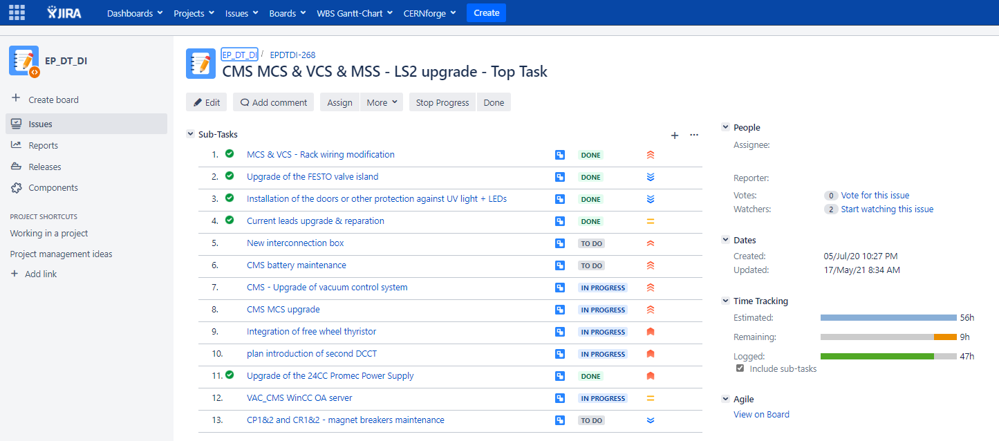 JIRA Dashboards Projects Issues Boards WBS Gantt-Chart CERNforge Create
EP_DT_DI
Create board
Issues
Reports
Releases
Components
PROJECT SHORTCUTS
Working in a project
Project management ideas
Add link
EP_DT_DI / EPDTDI-268
CMS MCS & VCS & MSS - LS2 upgrade - Top Task
Edit Add comment Assign More Stop Progress Done
Sub-Tasks
1. MCS & VCS - Rack wiring modification DONE
2. Upgrade of the FESTO valve island DONE
3. Installation of the doors or other protection against UV light + LEDs DONE
4. Current leads upgrade & reparation DONE
5. New interconnection box TO DO
6. CMS battery maintenance TO DO
7. CMS - Upgrade of vacuum control system IN PROGRESS
8. CMS MCS upgrade IN PROGRESS
9. Integration of free wheel thyristor IN PROGRESS
10. plan introduction of second DCCT IN PROGRESS
11. Upgrade of the 24CC Promec Power Supply DONE
12. VAC_CMS WinCC OA server IN PROGRESS
13. CP1&2 and CR1&2 - magnet breakers maintenance TO DO
People
Assignee:
Reporter:
Votes: 0 Vote for this issue
Watchers: 2 Start watching this issue
Dates
Created: 05/Jul/20 10:27 PM
Updated: 17/May/21 8:34 AM
Time Tracking
Estimated: 56h
Remaining: 9h
Logged: 47h
Include sub-tasks
Agile
View on Board